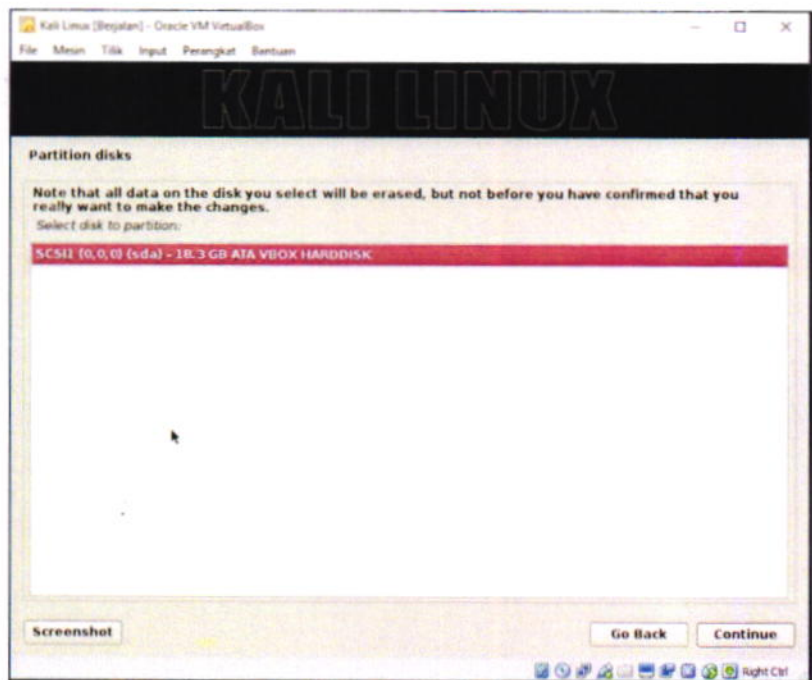 Kali Linux [Berjalan] - Oracle VM VirtualBox
File Mesin Tilik Input Perangkat Bantuan
KALI LINUX
Partition disks
Note that all data on the disk you select will be erased, but not before you have confirmed that you
really want to make the changes.
Select disk to partition:
SCSI1 (0,0,0) (sda) - 18.3 GB ATA VBOX HARDDISK
Screenshot
Go Back
Continue
Right Ctrl